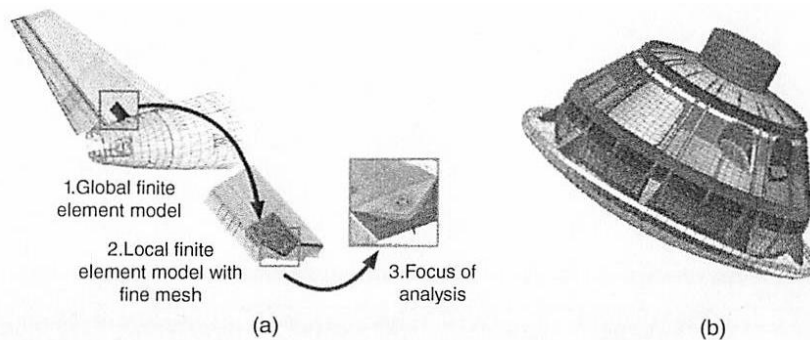 1.Global finite
element model
2.Local finite
element model with
fine mesh
3.Focus of
analysis
(a)
(b)